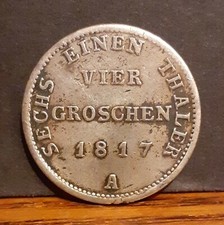 SECHS EINEN THALER
VIER
GROSCHEN
1817
A